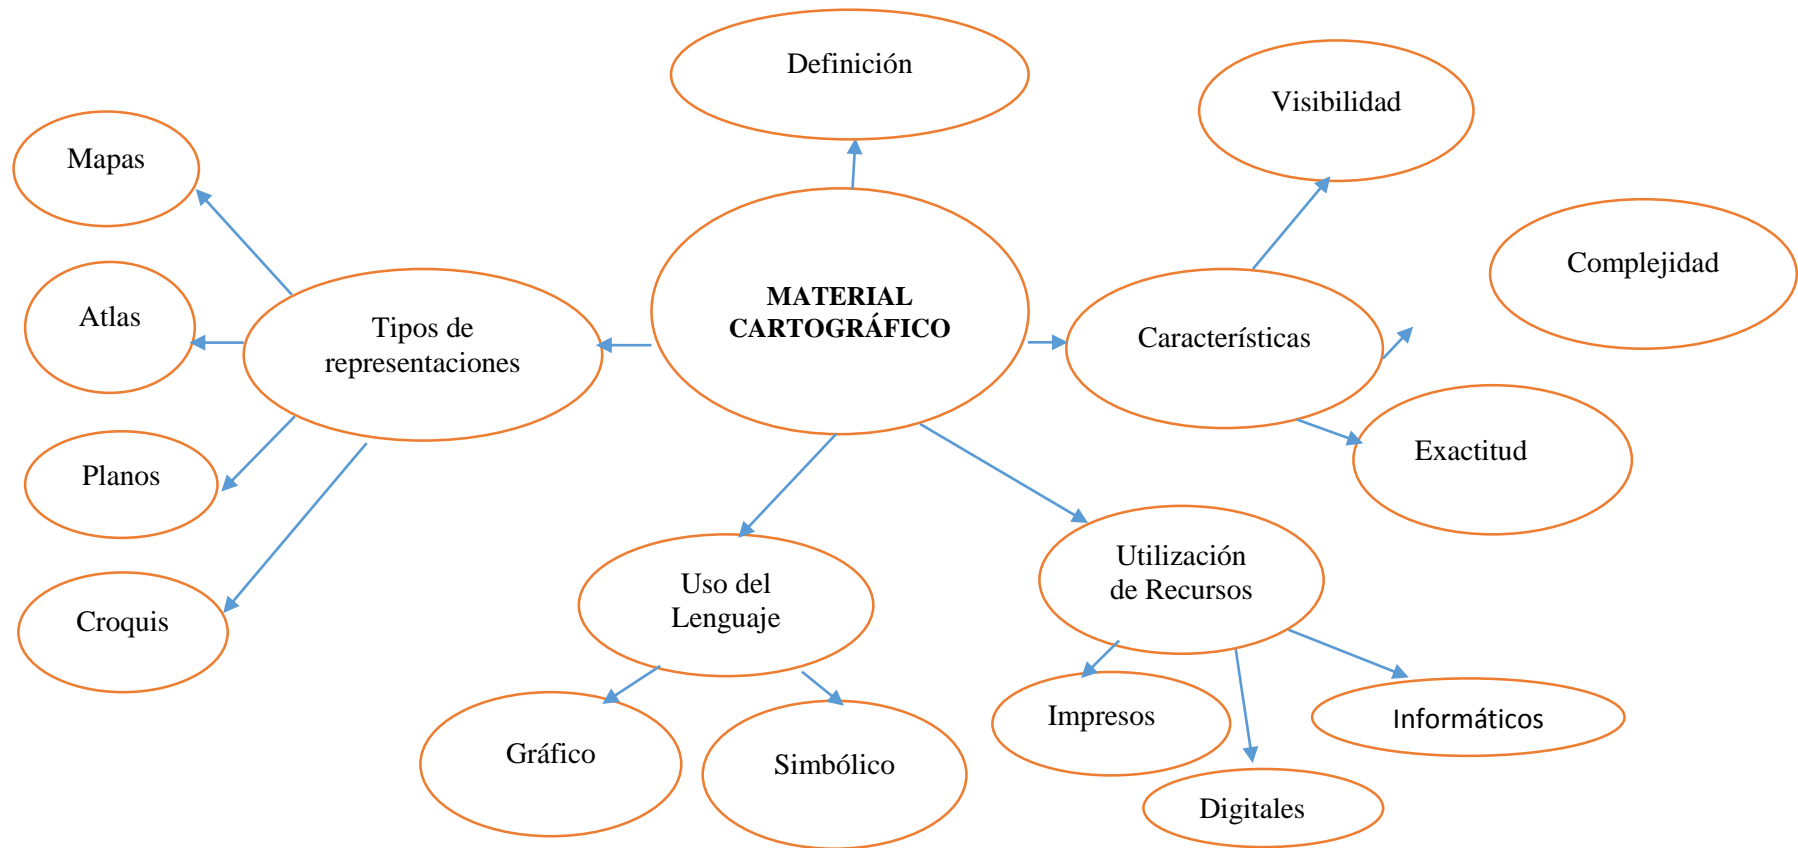 Definición
Visibilidad
Mapas
Complejidad
Atlas
MATERIAL
CARTOGRÁFICO
Tipos de
representaciones
Característísticas
Planos
Exactitud
Utilización
de Recursos
Uso del
Lenguaje
Croquis
Impresos
Informáticos
Gráfico
Simbólico
Digitales